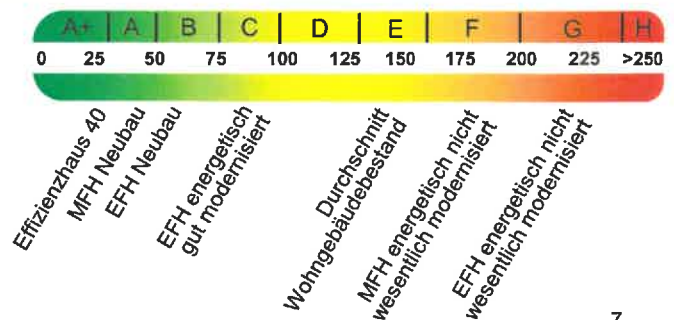 A+ A B C D E F G H
0 25 50 75 100 125 150 175 200 225 >250
Effizienzhaus 40
MFH Neubau
EFH Neubau
EFH energetisch
gut modernisiert
Durchschnitt
Wohngebäudebestand
MFH energetisch nicht
wesentlich modernisiert
EFH energetisch nicht
wesentlich modernisiert
7